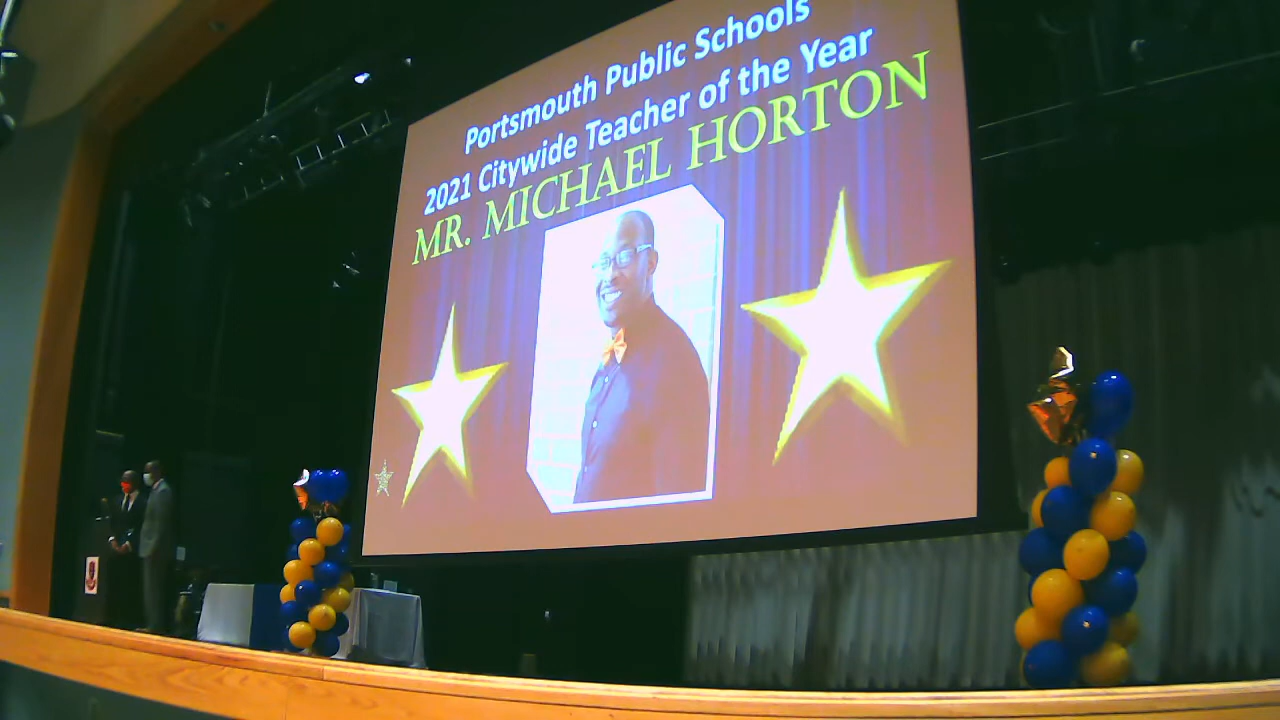 Portsmouth Public Schools
2021 Citywide Teacher of the Year
MR. MICHAEL HORTON